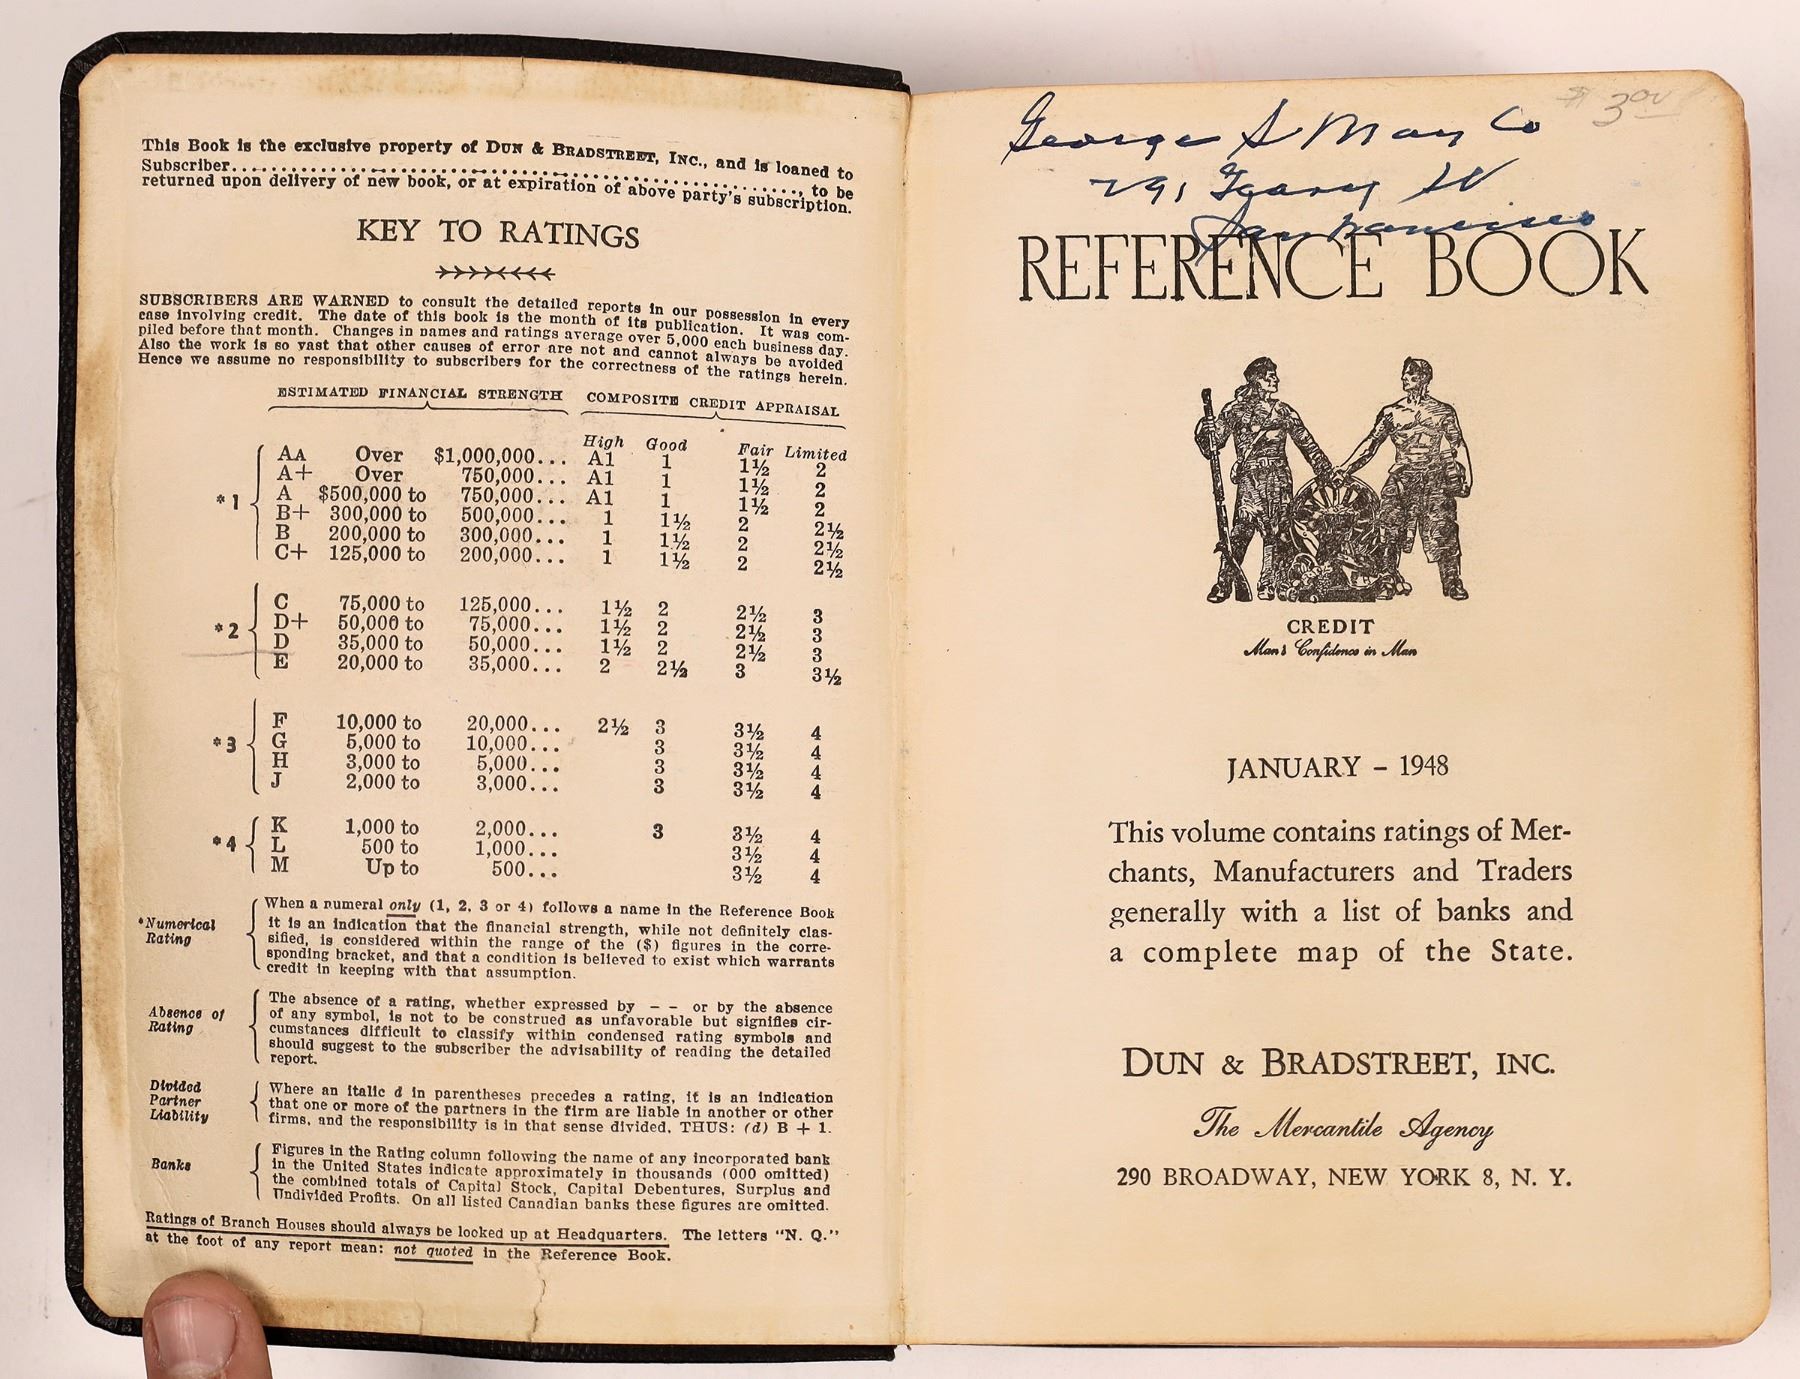 This Book is the exclusive property of DUN & BRADSTREET, INC., and is loaned to
Subscriber............................................................, to be
returned upon delivery of new book, or at expiration of above party's subscription.
KEY TO RATINGS
SUBSCRIBERS ARE WARNED to consult the detailed reports in our possession in every
case involving credit. The date of this book is the month of its publication. It was com-
piled before that month. Changes in names and ratings average over 5,000 each business day.
Also the work is so vast that other causes of error are not and cannot always be avoided
Hence we assume no responsibility to subscribers for the correctness of the ratings herein.
ESTIMATED FINANCIAL STRENGTH COMPOSITE CREDIT APPRAISAL
High Good Fair Limited
AA Over $1,000,000... A1 1 1½ 2
A+ Over 750,000... A1 1 1½ 2
*1 A $500,000 to 750,000... A1 1 1½ 2
B+ 300,000 to 500,000... 1 1½ 2 2½
B 200,000 to 300,000... 1 1½ 2 2½
C+ 125,000 to 200,000... 1 1½ 2 2½
C 75,000 to 125,000... 1½ 2 2½ 3
*2 D+ 50,000 to 75,000... 1½ 2 2½ 3
D 35,000 to 50,000... 1½ 2 2½ 3
E 20,000 to 35,000... 2 2½ 3 3½
F 10,000 to 20,000... 2½ 3 3½ 4
*3 G 5,000 to 10,000... 3 3½ 4
H 3,000 to 5,000... 3 3½ 4
J 2,000 to 3,000... 3 3½ 4
K 1,000 to 2,000... 3 3½ 4
*4 L 500 to 1,000... 3½ 4
M Up to 500... 3½ 4
*Numerical Rating
When a numeral only (1, 2, 3 or 4) follows a name in the Reference Book
it is an indication that the financial strength, while not definitely clas-
sified, is considered within the range of the ($) figures in the corre-
sponding bracket, and that a condition is believed to exist which warrants
credit in keeping with that assumption.
Absence of Rating
The absence of a rating, whether expressed by - - or by the absence
of any symbol, is not to be construed as unfavorable but signifies cir-
cumstances difficult to classify within condensed rating symbols and
should suggest to the subscriber the advisability of reading the detailed
report.
Divided Partner Liability
Where an italic d in parentheses precedes a rating, it is an indication
that one or more of the partners in the firm are liable in another or other
firms, and the responsibility is in that sense divided, THUS: (d) B + 1.
Banks
Figures in the Rating column following the name of any incorporated bank
in the United States indicate approximately in thousands (000 omitted)
the combined totals of Capital Stock, Capital Debentures, Surplus and
Undivided Profits. On all listed Canadian banks these figures are omitted.
Ratings of Branch Houses should always be looked up at Headquarters. The letters "N. Q."
at the foot of any report mean: not quoted in the Reference Book.
$ 3.00
George S May Co
291 Geary St
San Francisco
REFERENCE BOOK
CREDIT
Man's Confidence in Man
JANUARY - 1948
This volume contains ratings of Mer-
chants, Manufacturers and Traders
generally with a list of banks and
a complete map of the State.
DUN & BRADSTREET, INC.
The Mercantile Agency
290 BROADWAY, NEW YORK 8, N. Y.